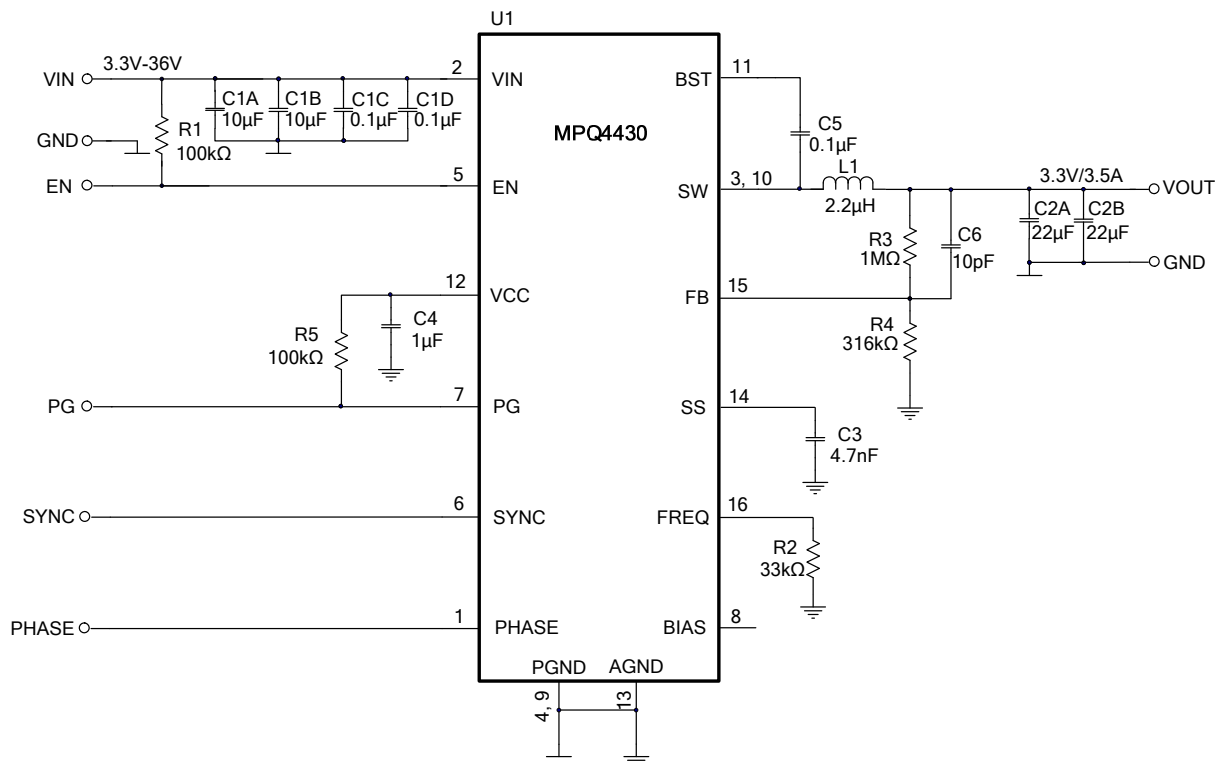 U1
VIN
3.3V-36V
2
VIN
C1A
10µF
C1B
10µF
C1C
0.1µF
C1D
0.1µF
GND
R1
100kΩ
EN
5
EN
MPQ4430
BST
11
C5
0.1µF
L1
2.2µH
SW
3, 10
3.3V/3.5A
VOUT
C2A
22µF
C2B
22µF
R3
1MΩ
C6
10pF
GND
12
VCC
FB
15
C4
1µF
R5
100kΩ
R4
316kΩ
PG
7
PG
SS
14
C3
4.7nF
SYNC
6
SYNC
FREQ
16
R2
33kΩ
PHASE
1
PHASE
BIAS
8
PGND
AGND
4, 9
13